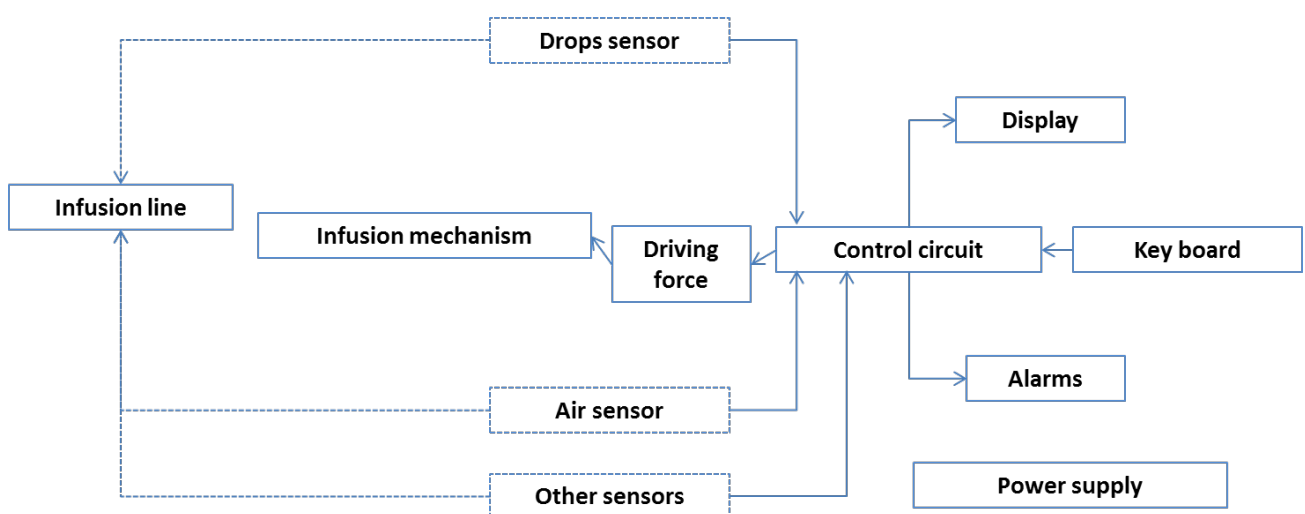 Drops sensor
Display
Infusion line
Infusion mechanism
Driving
force
Control circuit
Key board
Alarms
Air sensor
Power supply
Other sensors